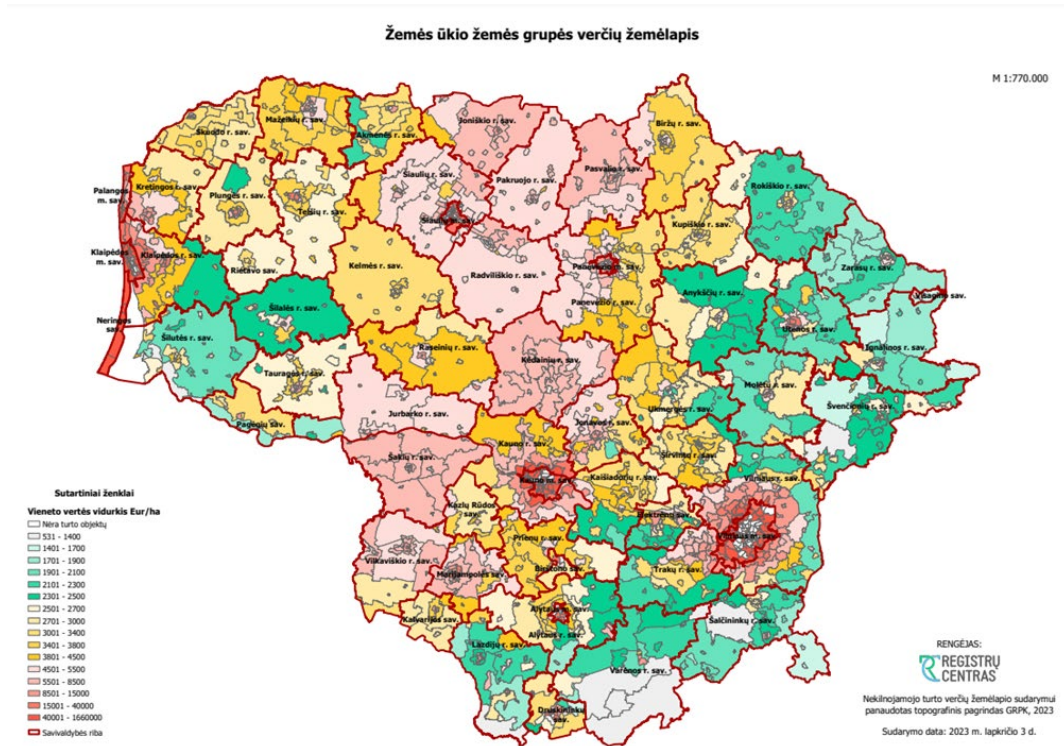 Žemės ūkio žemės grupės verčių žemėlapis
M 1:770.000
Skuodo r. sav.
Mažeikių r. sav.
Akmenės r. sav.
Joniškio r. sav.
Biržų r. sav.
Pasvalio r. sav.
Pakruojo r. sav.
Šiaulių r. sav.
Šiaulių m. sav.
Rokiškio r. sav.
Palangos
m. sav.
Kretingos r. sav.
Plungės r. sav.
Telšių r. sav.
Kupiškio r. sav.
Klaipėdos
m. sav.
Klaipėdos r. sav.
Rietavo sav.
Kelmės r. sav.
Radviliškio r. sav.
Panevėžio m. sav.
Panevėžio r. sav.
Zarasų r. sav.
Visagino sav.
Anykščių r. sav.
Neringos
sav.
Šilalės r. sav.
Utenos r. sav.
Šilutės r. sav.
Raseinių r. sav.
Kėdainių r. sav.
Ignalinos r. sav.
Tauragės r. sav.
Molėtų r. sav.
Jurbarko r. sav.
Ukmergės r. sav.
Švenčionių r. sav.
Pagėgių sav.
Jonavos r. sav.
Kauno r. sav.
Širvintų r. sav.
Šakių r. sav.
Kauno m. sav.
Kaišiadorių r. sav.
Vilniaus r. sav.
Kazlų Rūdos
sav.
Elektrėnų sav.
Vilniaus m. sav.
Prienų r. sav.
Vilkaviškio r. sav.
Marijampolės sav.
Birštono sav.
Trakų r. sav.
Kalvarijos sav.
Alytaus m. sav.
Alytaus r. sav.
Šalčininkų r. sav.
Lazdijų r. sav.
Varėnos r. sav.
Druskininkų
sav.
Sutartiniai ženklai
Vieneto vertės vidurkis Eur/ha
Nėra turto objektų
531 - 1400
1401 - 1700
1701 - 1900
1901 - 2100
2101 - 2300
2301 - 2500
2501 - 2700
2701 - 3000
3001 - 3400
3401 - 3800
3801 - 4500
4501 - 5500
5501 - 8500
8501 - 15000
15001 - 40000
40001 - 1660000
Savivaldybės riba
RENGĖJAS:
REGISTRŲ
CENTRAS
Nekilnojamojo turto verčių žemėlapio sudarymui
panaudotas topografinis pagrindas GRPK, 2023
Sudarymo data: 2023 m. lapkričio 3 d.